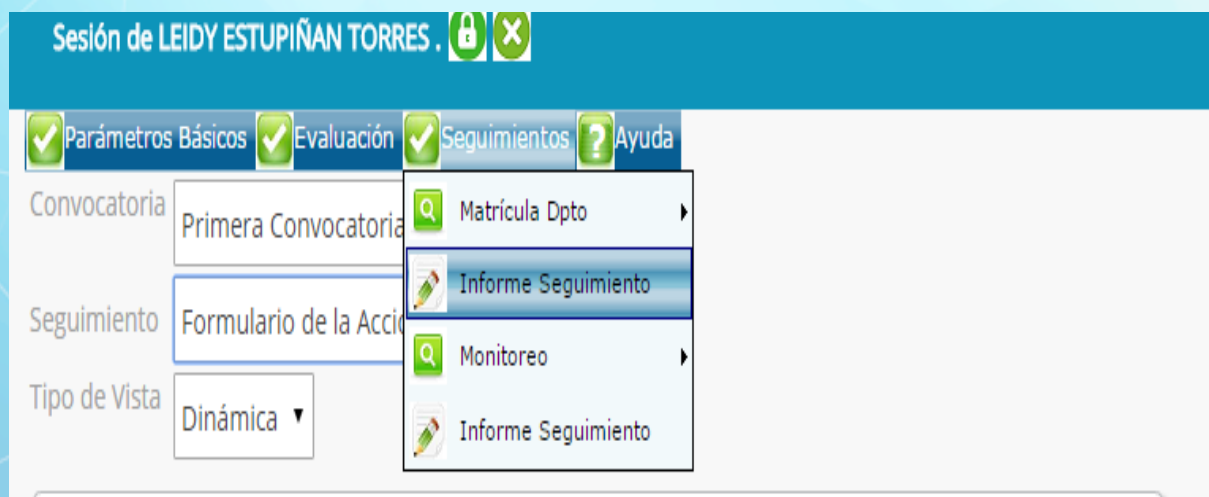 Sesión de LEIDY ESTUPIÑAN TORRES .
Parámetros Básicos Evaluación Seguimientos Ayuda
Convocatoria Primera Convocatoria
Matrícula Dpto
Informe Seguimiento
Seguimiento Formulario de la
Monitoreo
Tipo de Vista Dinámica
Informe Seguimiento